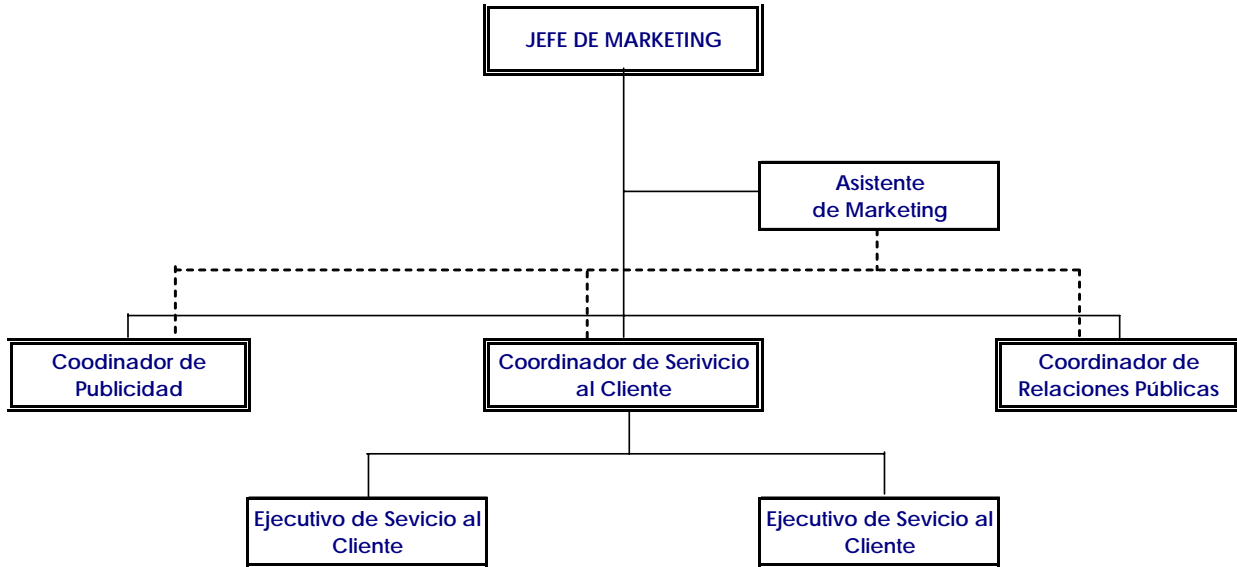 JEFE DE MARKETING
Asistente
de Marketing
Coodinador de
Publicidad
Coordinador de Serivicio
al Cliente
Coordinador de
Relaciones Públicas
Ejecutivo de Sevicio al
Cliente
Ejecutivo de Sevicio al
Cliente